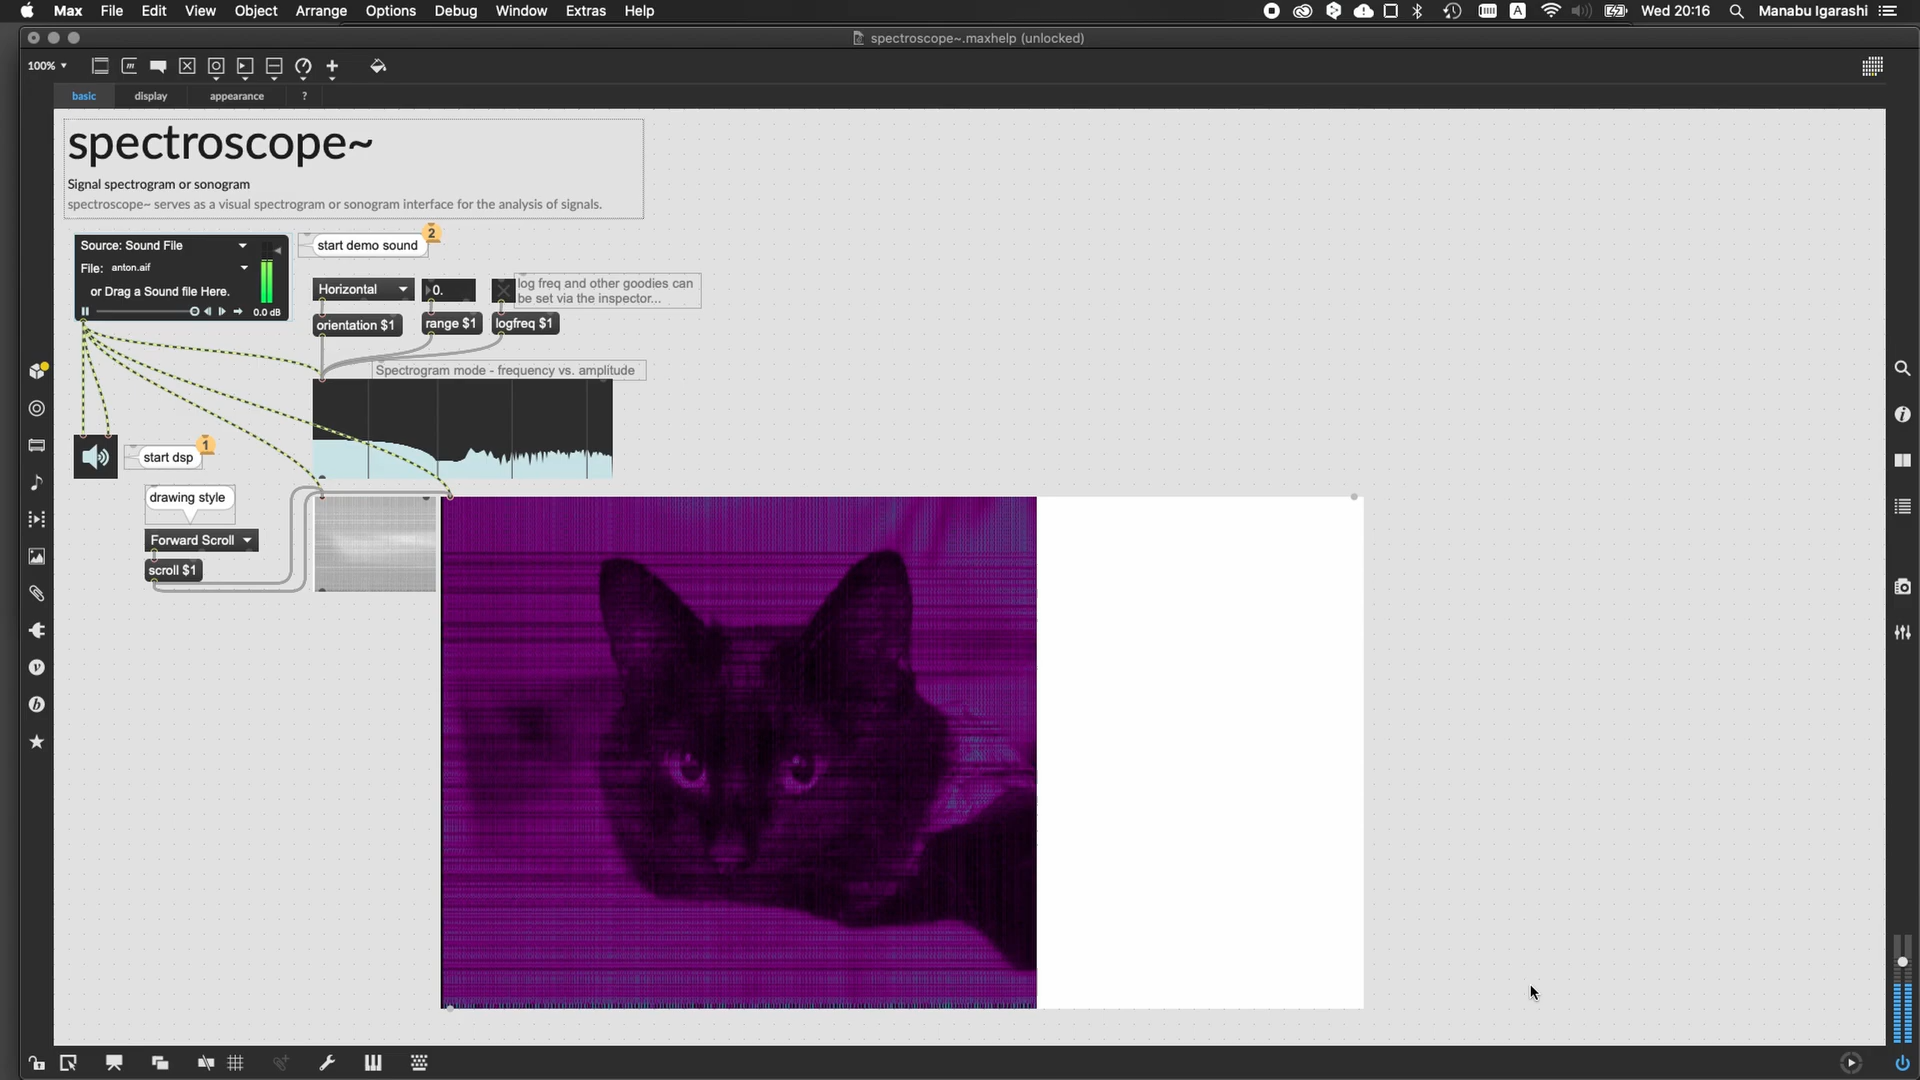 Max File Edit View Object Arrange Options Debug Window Extras Help
A Wed 20:16 Manabu Igarashi
spectroscope~.maxhelp (unlocked)
100%
basic display appearance ?
spectroscope~
Signal spectrogram or sonogram
spectroscope~ serves as a visual spectrogram or sonogram interface for the analysis of signals.
Source: Sound File
File: anton.aif
or Drag a Sound file Here.
0.0 dB
start demo sound
2
Horizontal
0.
log freq and other goodies can
be set via the inspector...
orientation $1
range $1
logfreq $1
Spectrogram mode - frequency vs. amplitude
start dsp
1
drawing style
Forward Scroll
scroll $1